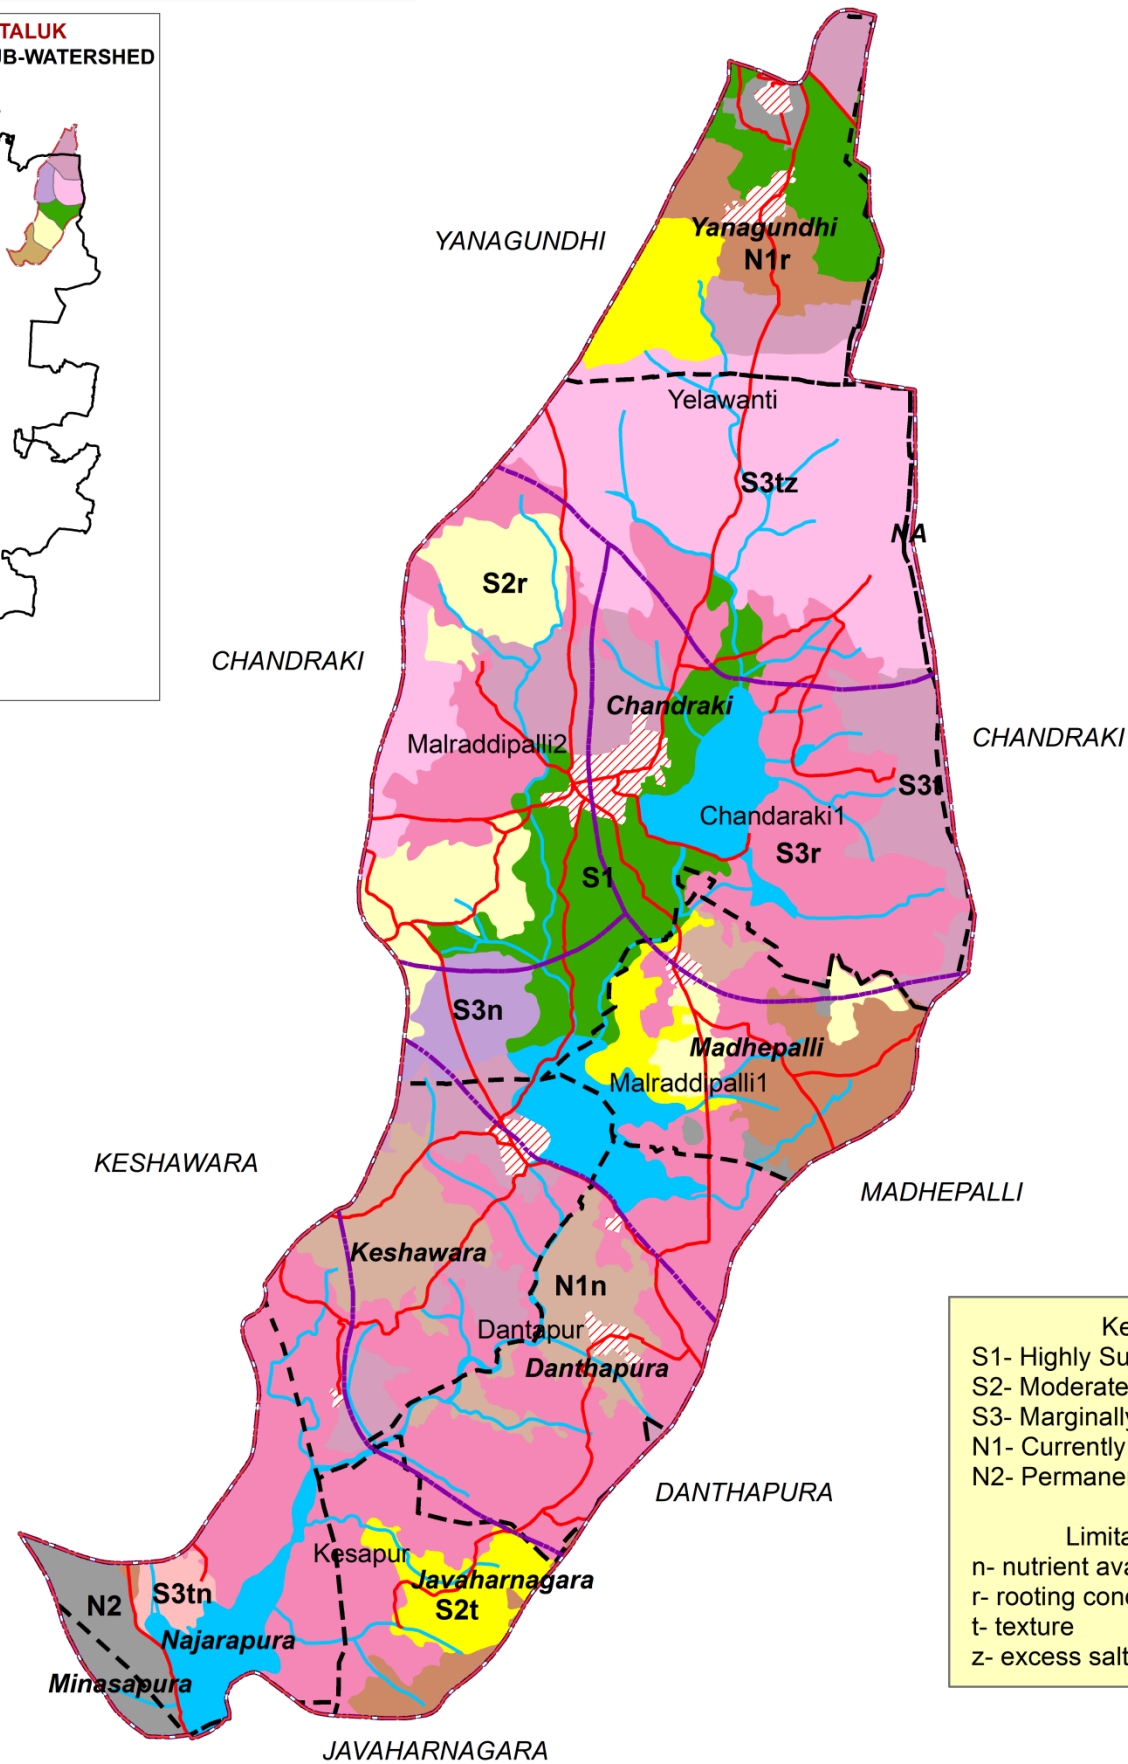 TALUK
JB-WATERSHED
YANAGUNDHI
Yanagundhi
N1r
Yelawanti
S3tz
NA
S2r
CHANDRAKI
Chandraki
Malraddipalli2
CHANDRAKI
S3t
Chandaraki1
S3r
S1
S3n
Madhepalli
Malraddipalli1
KESHAWARA
MADHEPALLI
Keshawara
N1n
Dantapur
Danthapura
DANTHAPURA
Kesapur
Javaharnagara
S2t
S3tn
N2
Najarapura
Minasapura
JAVAHARNAGARA
Ke
S1- Highly Su
S2- Moderate
S3- Marginally
N1- Currently
N2- Permane
Limita
n- nutrient ava
r- rooting cond
t- texture
z- excess salt